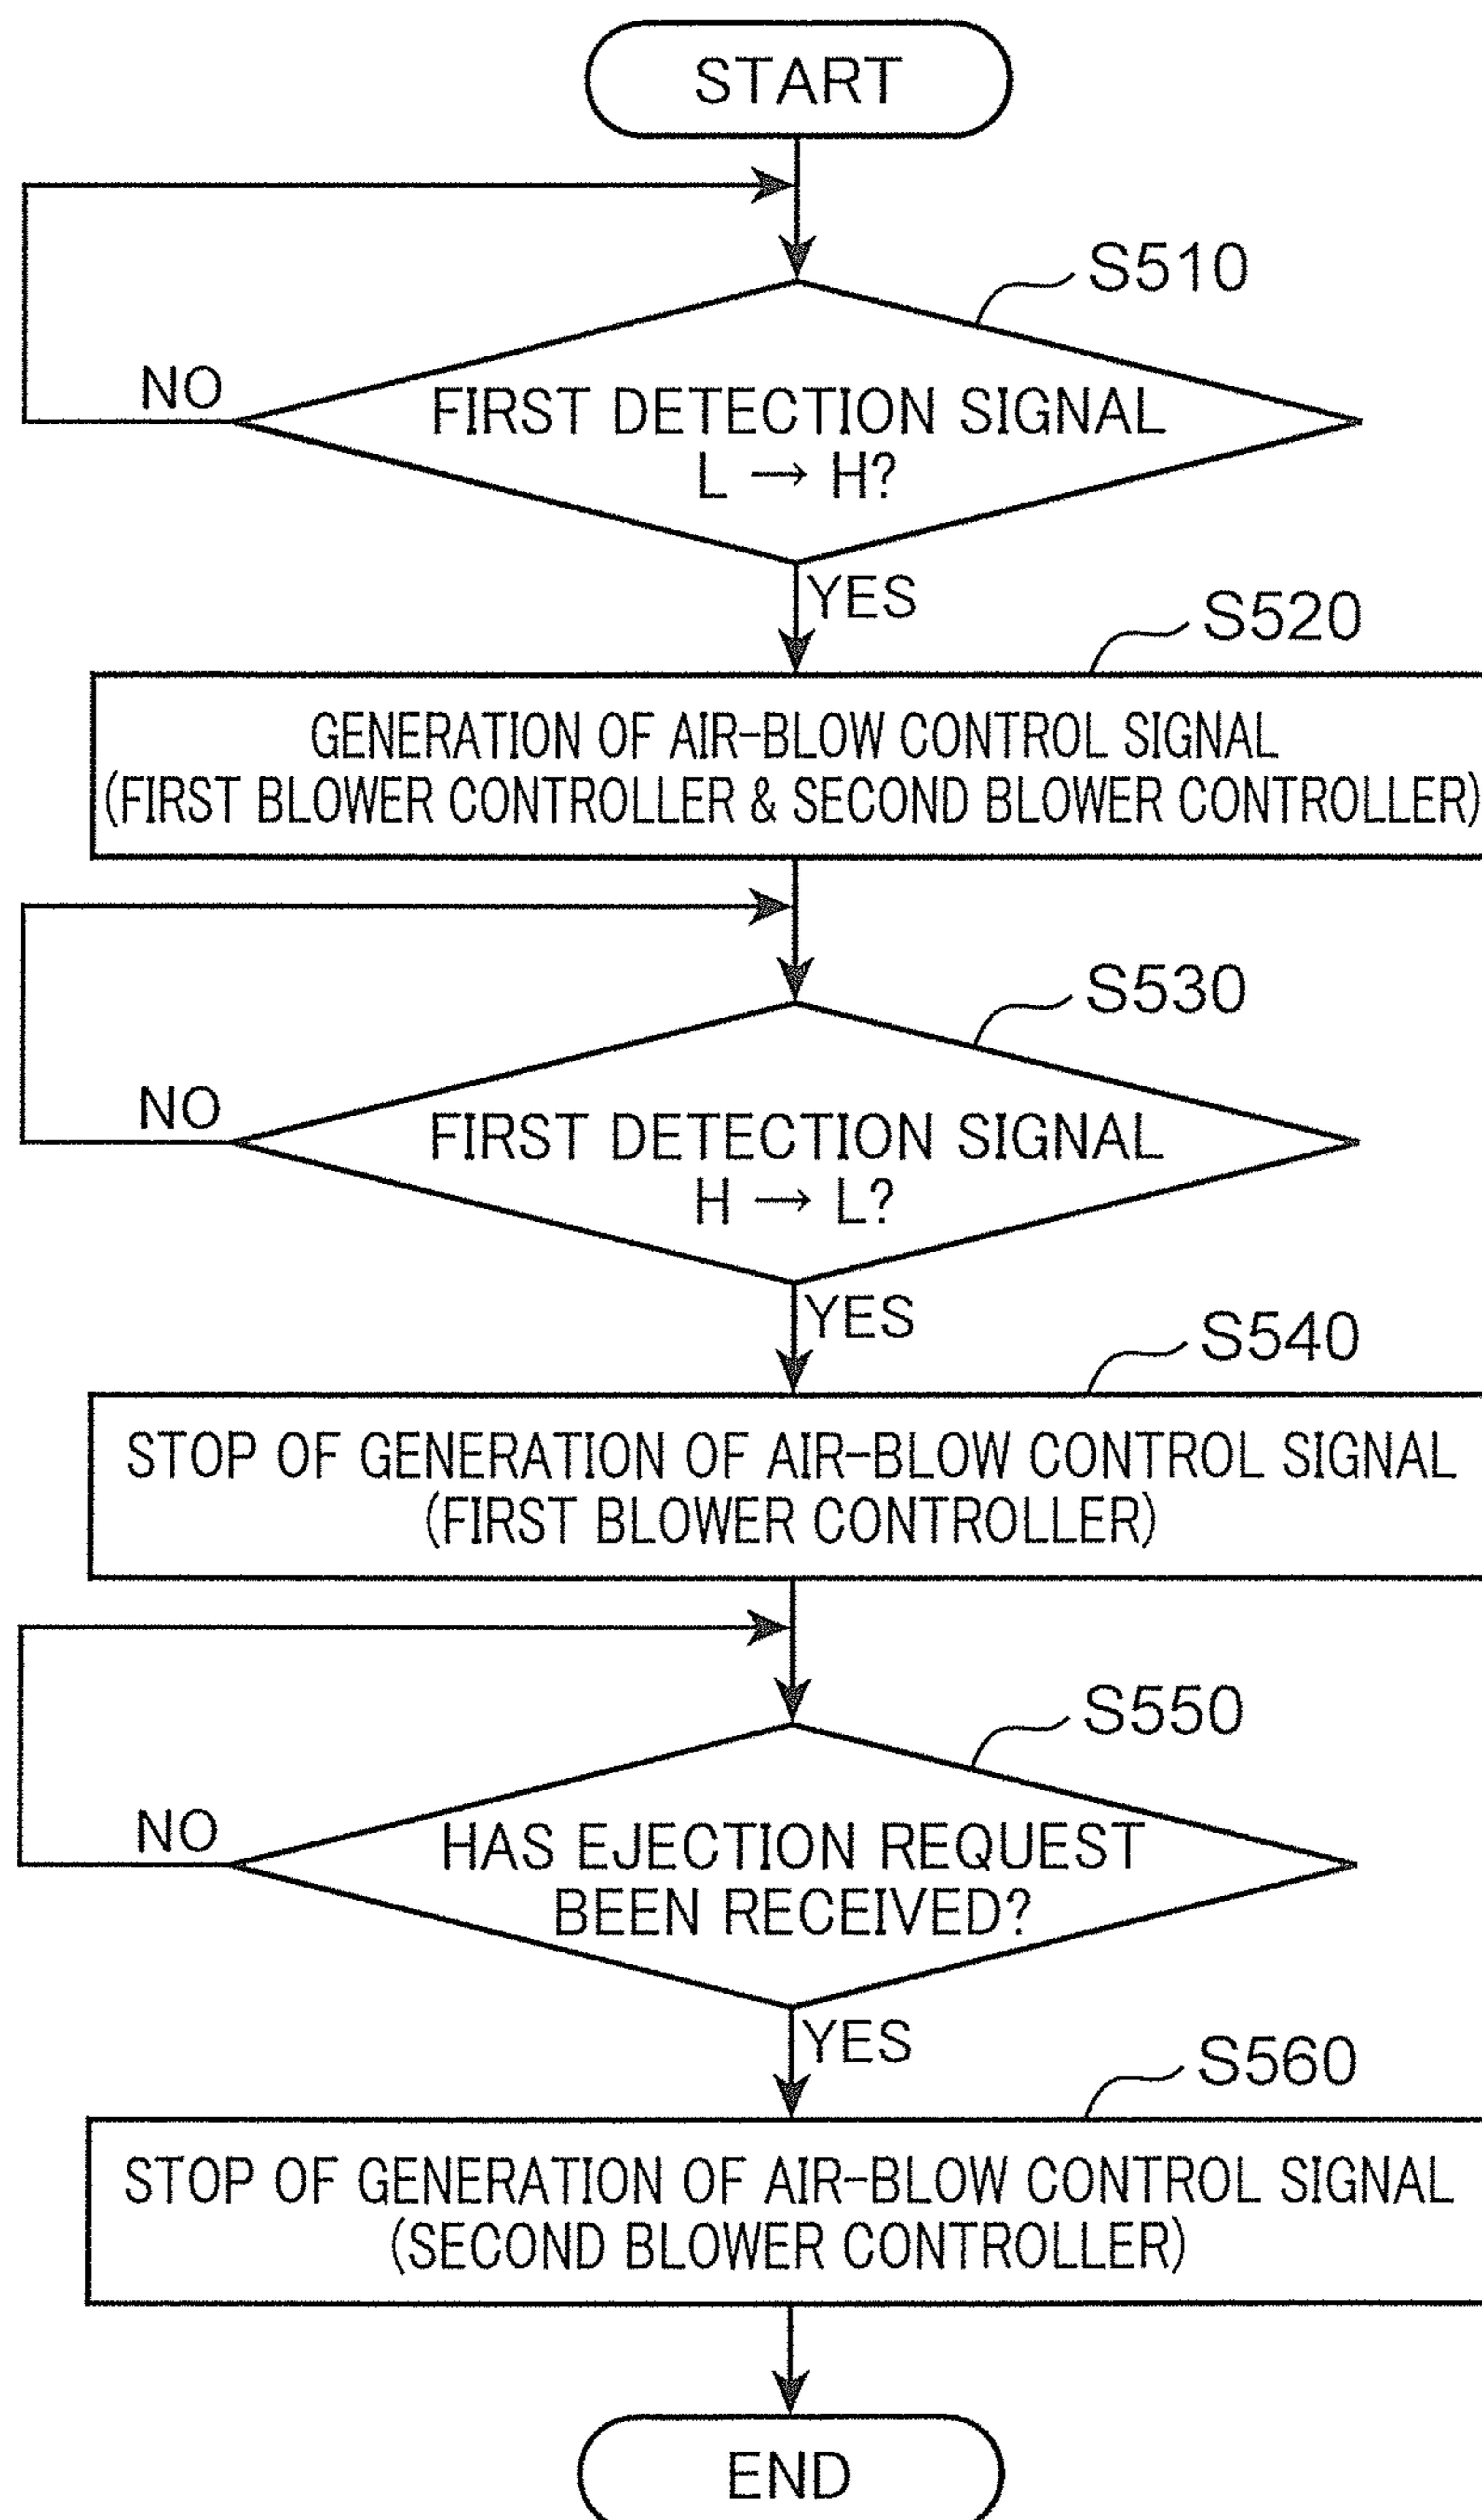 START
S510
NO
FIRST DETECTION SIGNAL
L → H?
YES
S520
GENERATION OF AIR-BLOW CONTROL SIGNAL
(FIRST BLOWER CONTROLLER & SECOND BLOWER CONTROLLER)
S530
NO
FIRST DETECTION SIGNAL
H → L?
YES
S540
STOP OF GENERATION OF AIR-BLOW CONTROL SIGNAL
(FIRST BLOWER CONTROLLER)
S550
NO
HAS EJECTION REQUEST
BEEN RECEIVED?
YES
S560
STOP OF GENERATION OF AIR-BLOW CONTROL SIGNAL
(SECOND BLOWER CONTROLLER)
END